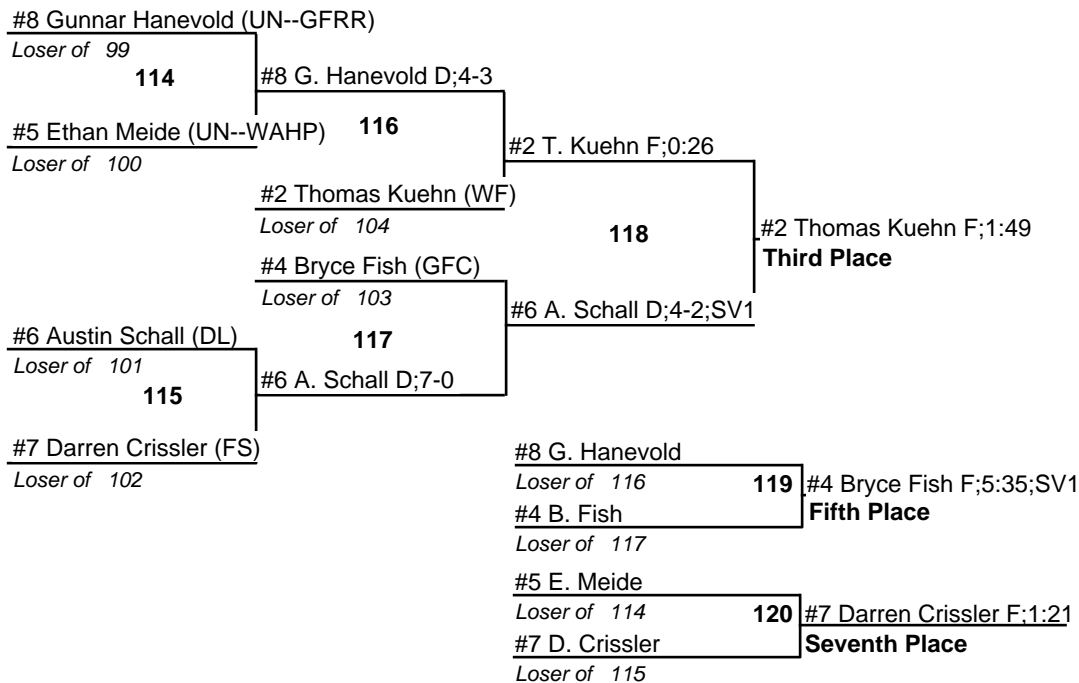 #8 Gunnar Hanevold (UN--GFRR)
Loser of 99
114
#8 G. Hanevold D;4-3
#5 Ethan Meide (UN--WAHP)
Loser of 100
116
#2 T. Kuehn F;0:26
#2 Thomas Kuehn (WF)
Loser of 104
118
#2 Thomas Kuehn F;1:49
Third Place
#4 Bryce Fish (GFC)
Loser of 103
#6 A. Schall D;4-2;SV1
#6 Austin Schall (DL)
Loser of 101
117
115
#6 A. Schall D;7-0
#7 Darren Crissler (FS)
Loser of 102
#8 G. Hanevold
Loser of 116
119
#4 Bryce Fish F;5:35;SV1
Fifth Place
#4 B. Fish
Loser of 117
#5 E. Meide
Loser of 114
120
#7 Darren Crissler F;1:21
Seventh Place
#7 D. Crissler
Loser of 115